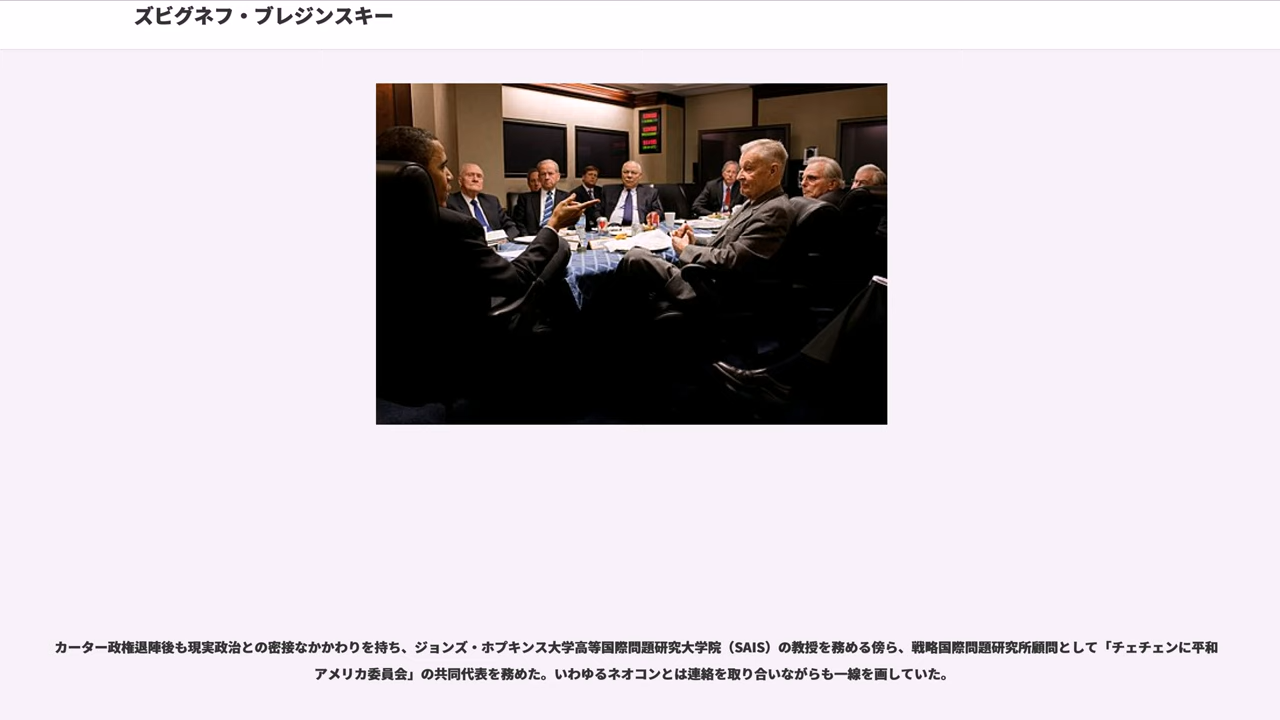 ズビグネフ・ブレジンスキー
カーター政権退陣後も現実政治との密接なかかわりを持ち、ジョンズ・ホプキンス大学高等国際問題研究大学院（SAIS）の教授を務める傍ら、戦略国際問題研究所顧問として「チェチェンに平和
アメリカ委員会」の共同代表を務めた。いわゆるネオコンとは連絡を取り合いながらも一線を画していた。